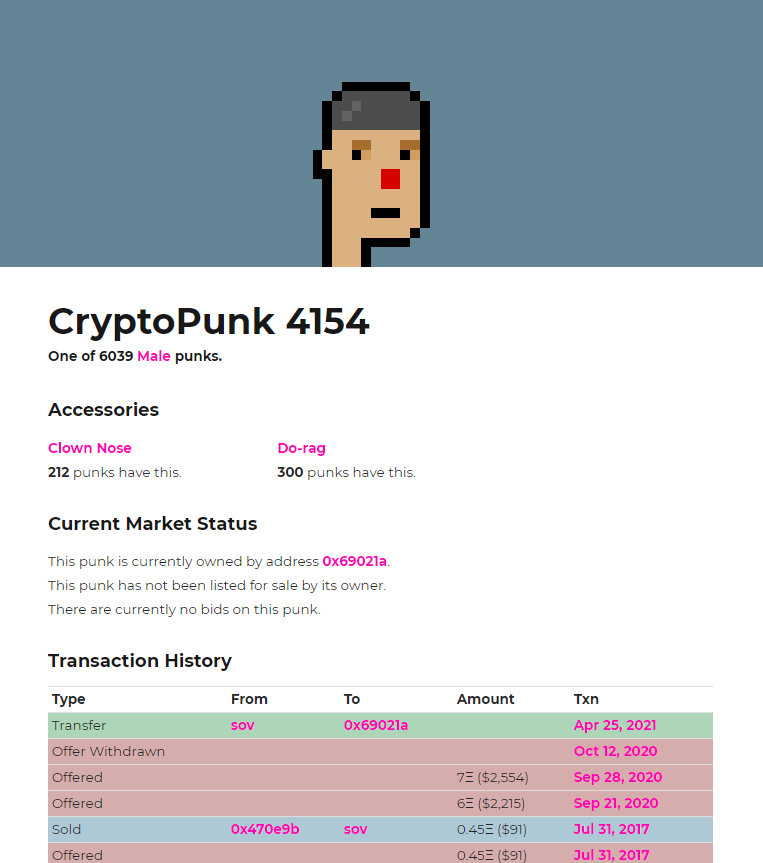 CryptoPunk 4154
One of 6039 Male punks.
Accessories
Clown Nose Do-rag
212 punks have this. 300 punks have this.
Current Market Status
This punk is currently owned by address 0x69021a.
This punk has not been listed for sale by its owner.
There are currently no bids on this punk.
Transaction History
Type From To Amount Txn
Transfer sov 0x69021a Apr 25, 2021
Offer Withdrawn Oct 12, 2020
Offered 7Ξ ($2,554) Sep 28, 2020
Offered 6Ξ ($2,215) Sep 21, 2020
Sold 0x470e9b sov 0.45Ξ ($91) Jul 31, 2017
Offered 0.45Ξ ($91) Jul 31, 2017